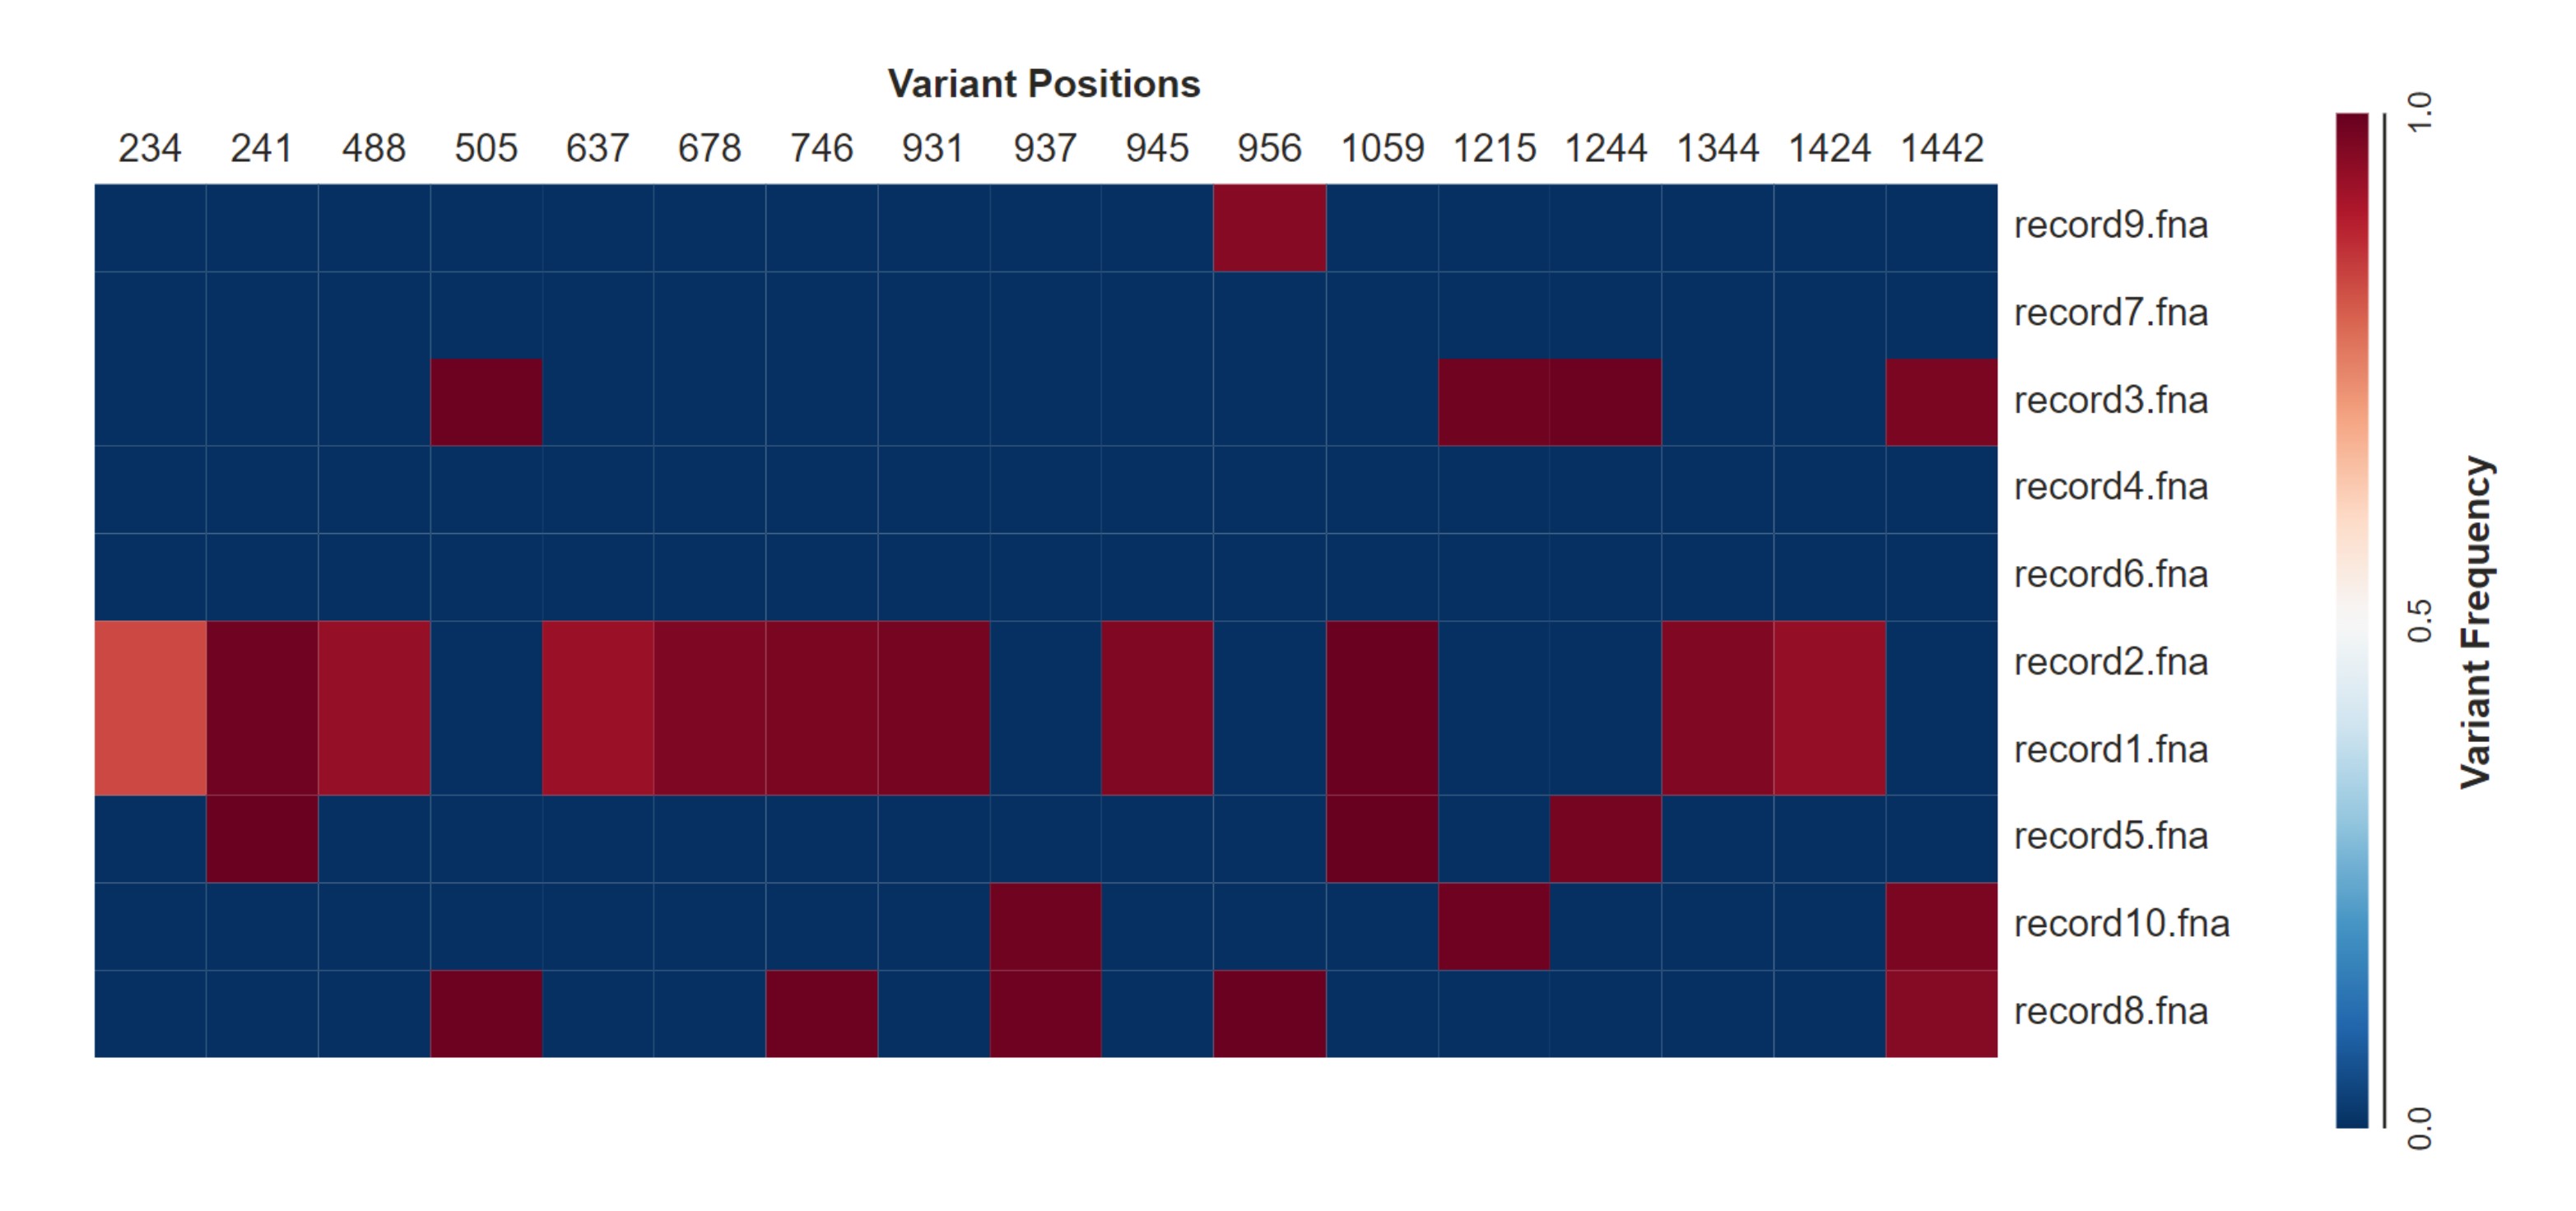 Variant Positions
234 241 488 505 637 678 746 931 937 945 956 1059 1215 1244 1344 1424 1442
record9.fna
record7.fna
record3.fna
record4.fna
record6.fna
record2.fna
record1.fna
record5.fna
record10.fna
record8.fna
1.0
0.5
0.0
Variant Frequency